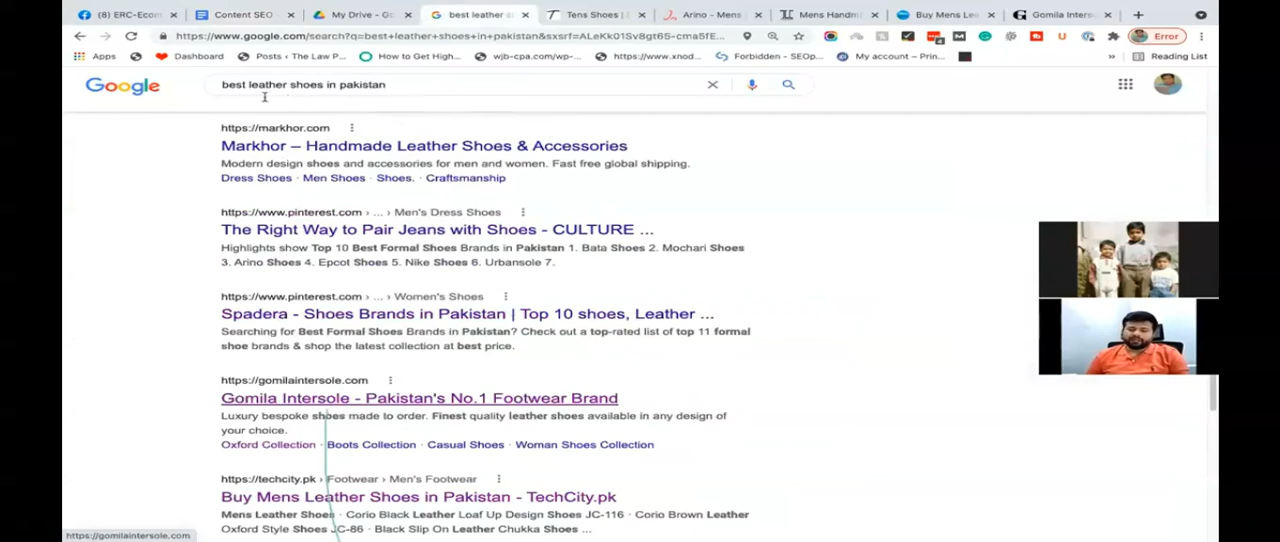 (8) ERC-Ecom
Content SEO
My Drive - Go
best leather s
Tens Shoes | S
Arino - Mens
Mens Handm
Buy Mens Lea
Gomila Inters
https://www.google.com/search?q=best+leather+shoes+in+pakistan&sxsrf=ALeKk01Sv8gt65-cma5fE...
Error
Apps
Dashboard
Posts ‹ The Law P...
How to Get High...
wjb-cpa.com/wp-...
https://www.xnod...
Forbidden - SEOp...
My account – Prin...
»
Reading List
Google
best leather shoes in pakistan
https://markhor.com
Markhor – Handmade Leather Shoes & Accessories
Modern design shoes and accessories for men and women. Fast free global shipping.
Dress Shoes · Men Shoes · Shoes. · Craftsmanship
https://www.pinterest.com › ... › Men's Dress Shoes
The Right Way to Pair Jeans with Shoes - CULTURE ...
Highlights show Top 10 Best Formal Shoes Brands in Pakistan 1. Bata Shoes 2. Mochari Shoes
3. Arino Shoes 4. Epcot Shoes 5. Nike Shoes 6. Urbansole 7.
https://www.pinterest.com › ... › Women's Shoes
Spadera - Shoes Brands in Pakistan | Top 10 shoes, Leather ...
Searching for Best Formal Shoes Brands in Pakistan? Check out a top-rated list of top 11 formal
shoe brands & shop the latest collection at best price.
https://gomilaintersole.com
Gomila Intersole - Pakistan's No.1 Footwear Brand
Luxury bespoke shoes made to order. Finest quality leather shoes available in any design of
your choice.
Oxford Collection · Boots Collection · Casual Shoes · Woman Shoes Collection
https://techcity.pk › Footwear › Men's Footwear
Buy Mens Leather Shoes in Pakistan - TechCity.pk
Mens Leather Shoes · Corio Black Leather Loaf Up Design Shoes JC-116 · Corio Brown Leather
Oxford Style Shoes JC-86 · Black Slip On Leather Chukka Shoes ...
https://gomilaintersole.com